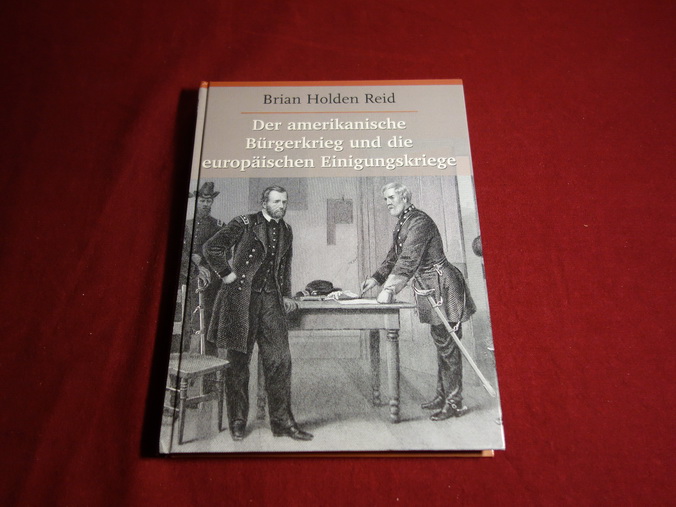 Brian Holden Reid
Der amerikanische
Bürgerkrieg und die
europäischen Einigungskriege